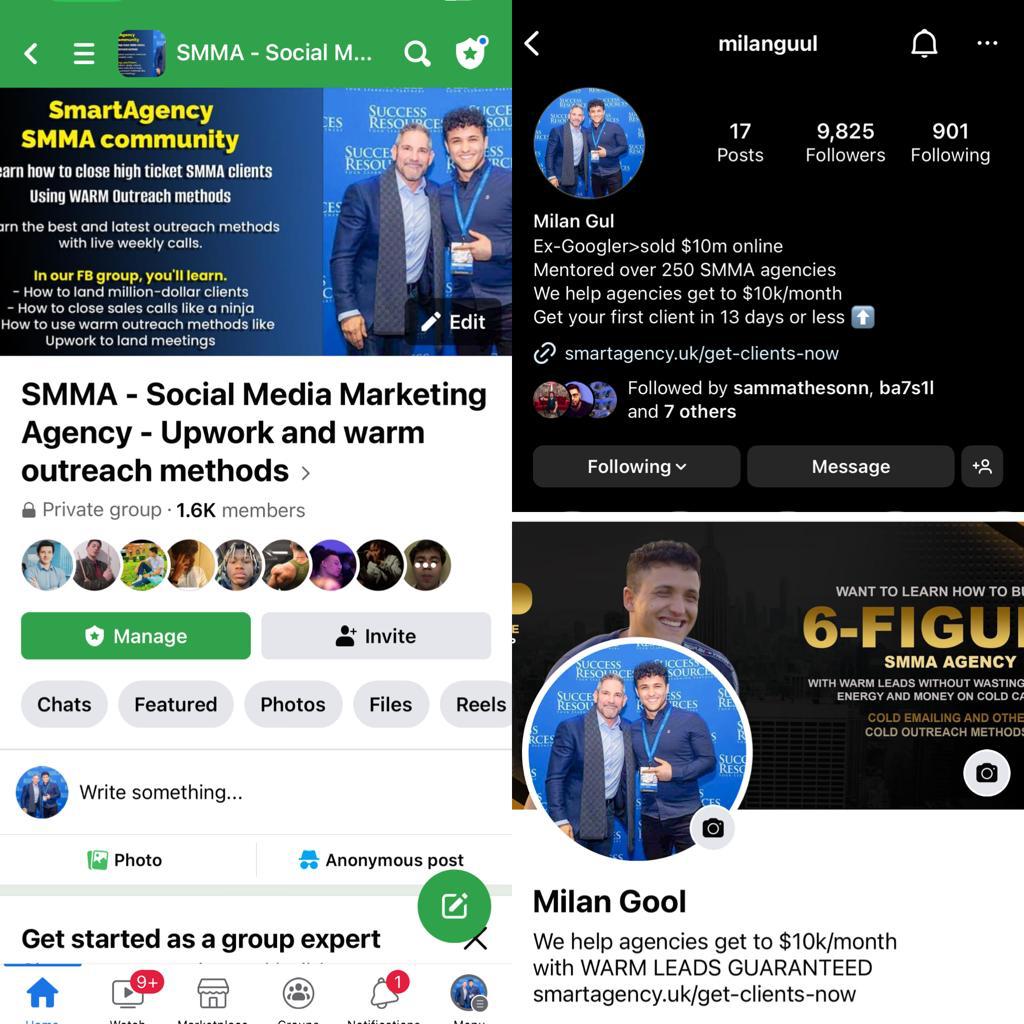 SMMA - Social M...
SmartAgency
SMMA community
earn how to close high ticket SMMA clients
Using WARM Outreach methods
arn the best and latest outreach methods
with live weekly calls.
In our FB group, you'll learn.
- How to land million-dollar clients
- How to close sales calls like a ninja
How to use warm outreach methods like
Upwork to land meetings
SUCCESS
RESOURCES
Edit
SMMA - Social Media Marketing
Agency - Upwork and warm
outreach methods
Private group · 1.6K members
Manage
Invite
Chats
Featured
Photos
Files
Reels
Write something...
Photo
Anonymous post
Get started as a group expert
9+
1
Home
Watch
Marketplace
Groups
Notifications
Menu
milanguul
17
Posts
9,825
Followers
901
Following
Milan Gul
Ex-Googler>sold $10m online
Mentored over 250 SMMA agencies
We help agencies get to $10k/month
Get your first client in 13 days or less ⬆️
smartagency.uk/get-clients-now
Followed by sammathesonn, ba7s1l
and 7 others
Following
Message
WANT TO LEARN HOW TO BU
6-FIGU
SMMA AGENCY
WITH WARM LEADS WITHOUT WASTING
ENERGY AND MONEY ON COLD CA
COLD EMAILING AND OTHE
COLD OUTREACH METHODS
SUCCESS
RESOURCES
Milan Gool
We help agencies get to $10k/month
with WARM LEADS GUARANTEED
smartagency.uk/get-clients-now